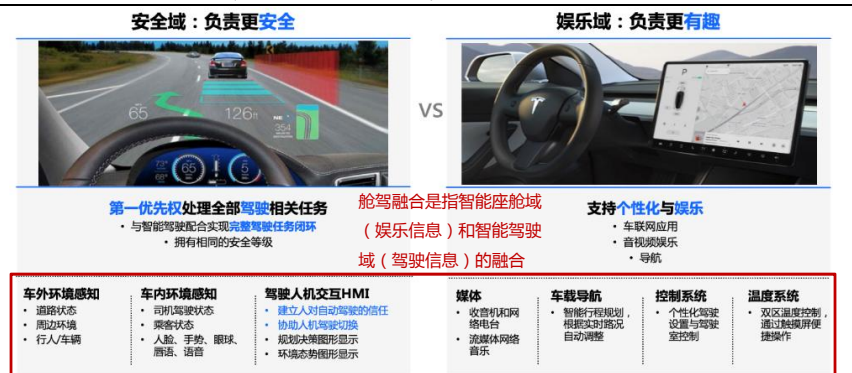 安全域：负责更安全
娱乐域：负责更有趣
65
126ft
NE
354
65
5
VS
第一优先权处理全部驾驶相关任务
• 与智能驾驶配合实现完整驾驶任务闭环
• 拥有相同的安全等级
舱驾融合是指智能座舱域
（娱乐信息）和智能驾驶
域（驾驶信息）的融合
支持个性化与娱乐
• 车联网应用
• 音视频娱乐
• 导航
车外环境感知
• 道路状态
• 周边环境
• 行人/车辆
车内环境感知
• 司机驾驶状态
• 乘客状态
• 人脸、手势、眼球、
唇语、语音
驾驶人机交互HMI
• 建立人对自动驾驶的信任
• 协助人机驾驶切换
• 规划决策图形显示
• 环境态势图形显示
媒体
• 收音机和网
络电台
• 流媒体网络
音乐
车载导航
• 智能行程规划，
根据实时路况
自动调整
控制系统
• 个性化驾驶
设置与驾驶
室控制
温度系统
• 双区温度控制，
通过触摸屏便
捷操作